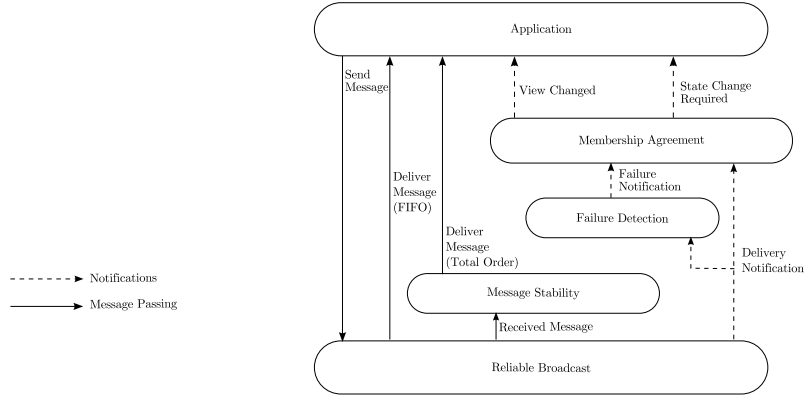 Application
Send
Message
View Changed
State Change
Required
Membership Agreement
Deliver
Message
(FIFO)
Failure
Notification
Failure Detection
Deliver
Message
(Total Order)
Delivery
Notification
Notifications
Message Passing
Message Stability
Received Message
Reliable Broadcast